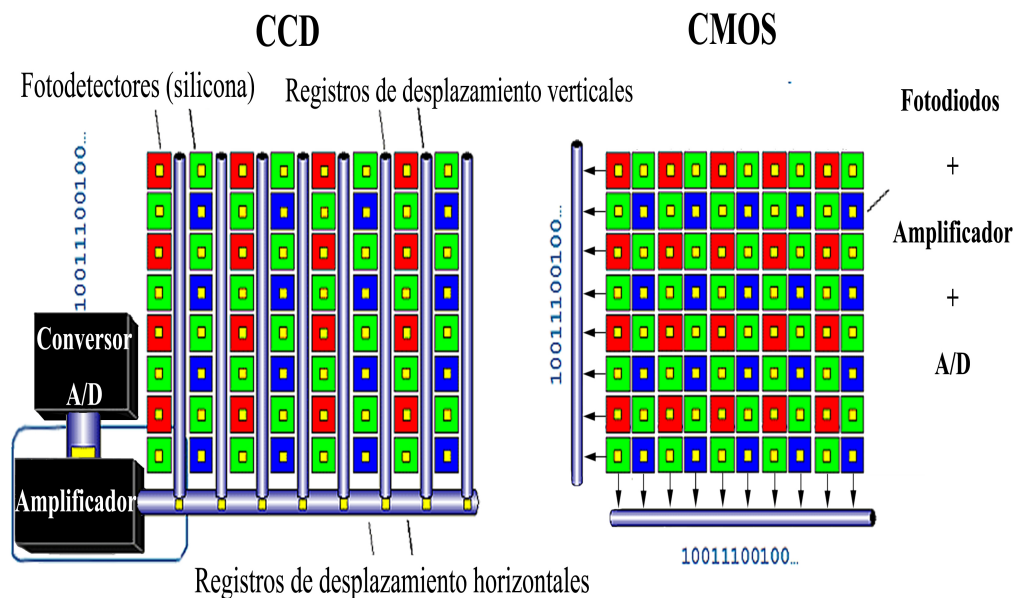 CCD
CMOS
Fotodetectores (silicona)
Registros de desplazamiento verticales
Fotodiodos
+
Amplificador
+
A/D
10011100100...
Conversor
A/D
Amplificador
Registros de desplazamiento horizontales
10011100100...
10011100100...